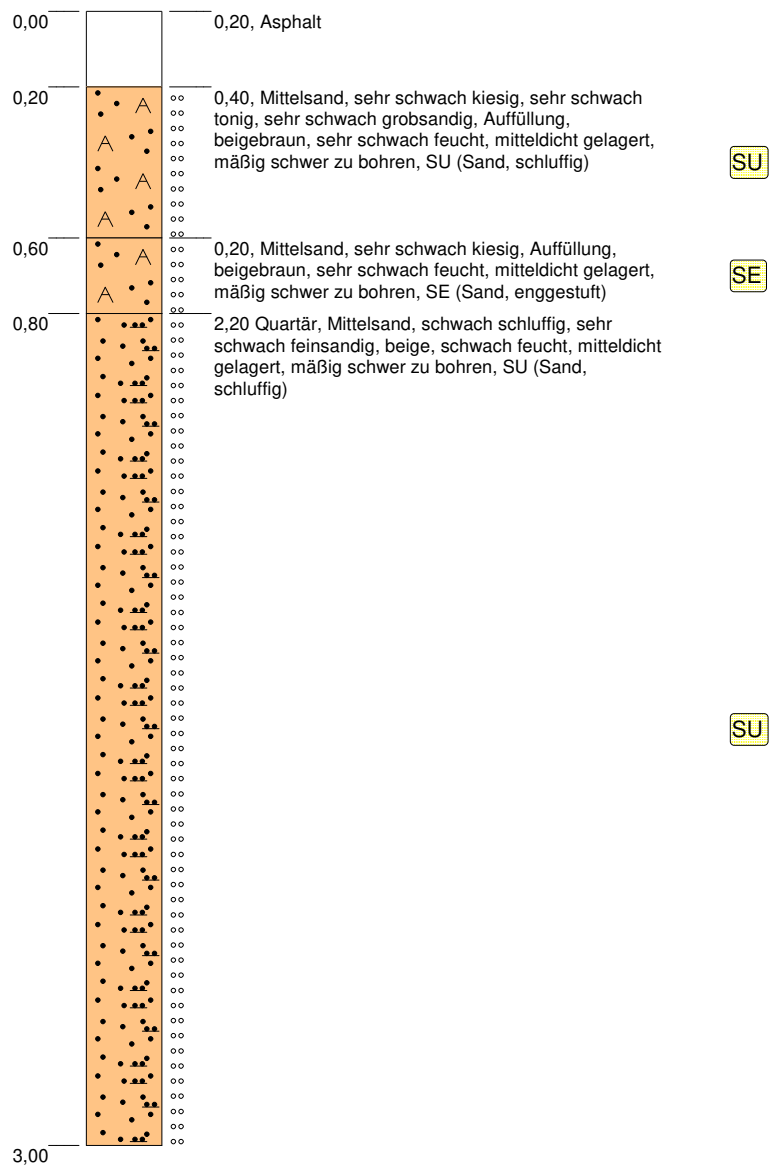 0,00
0,20, Asphalt
0,20
0,40, Mittelsand, sehr schwach kiesig, sehr schwach
tonig, sehr schwach grobsandig, Auffüllung,
beigebraun, sehr schwach feucht, mitteldicht gelagert,
mäßig schwer zu bohren, SU (Sand, schluffig)
SU
0,60
0,20, Mittelsand, sehr schwach kiesig, Auffüllung,
beigebraun, sehr schwach feucht, mitteldicht gelagert,
mäßig schwer zu bohren, SE (Sand, enggestuft)
SE
0,80
2,20 Quartär, Mittelsand, schwach schluffig, sehr
schwach feinsandig, beige, schwach feucht, mitteldicht
gelagert, mäßig schwer zu bohren, SU (Sand,
schluffig)
SU
3,00
A
A
A
A
A
A